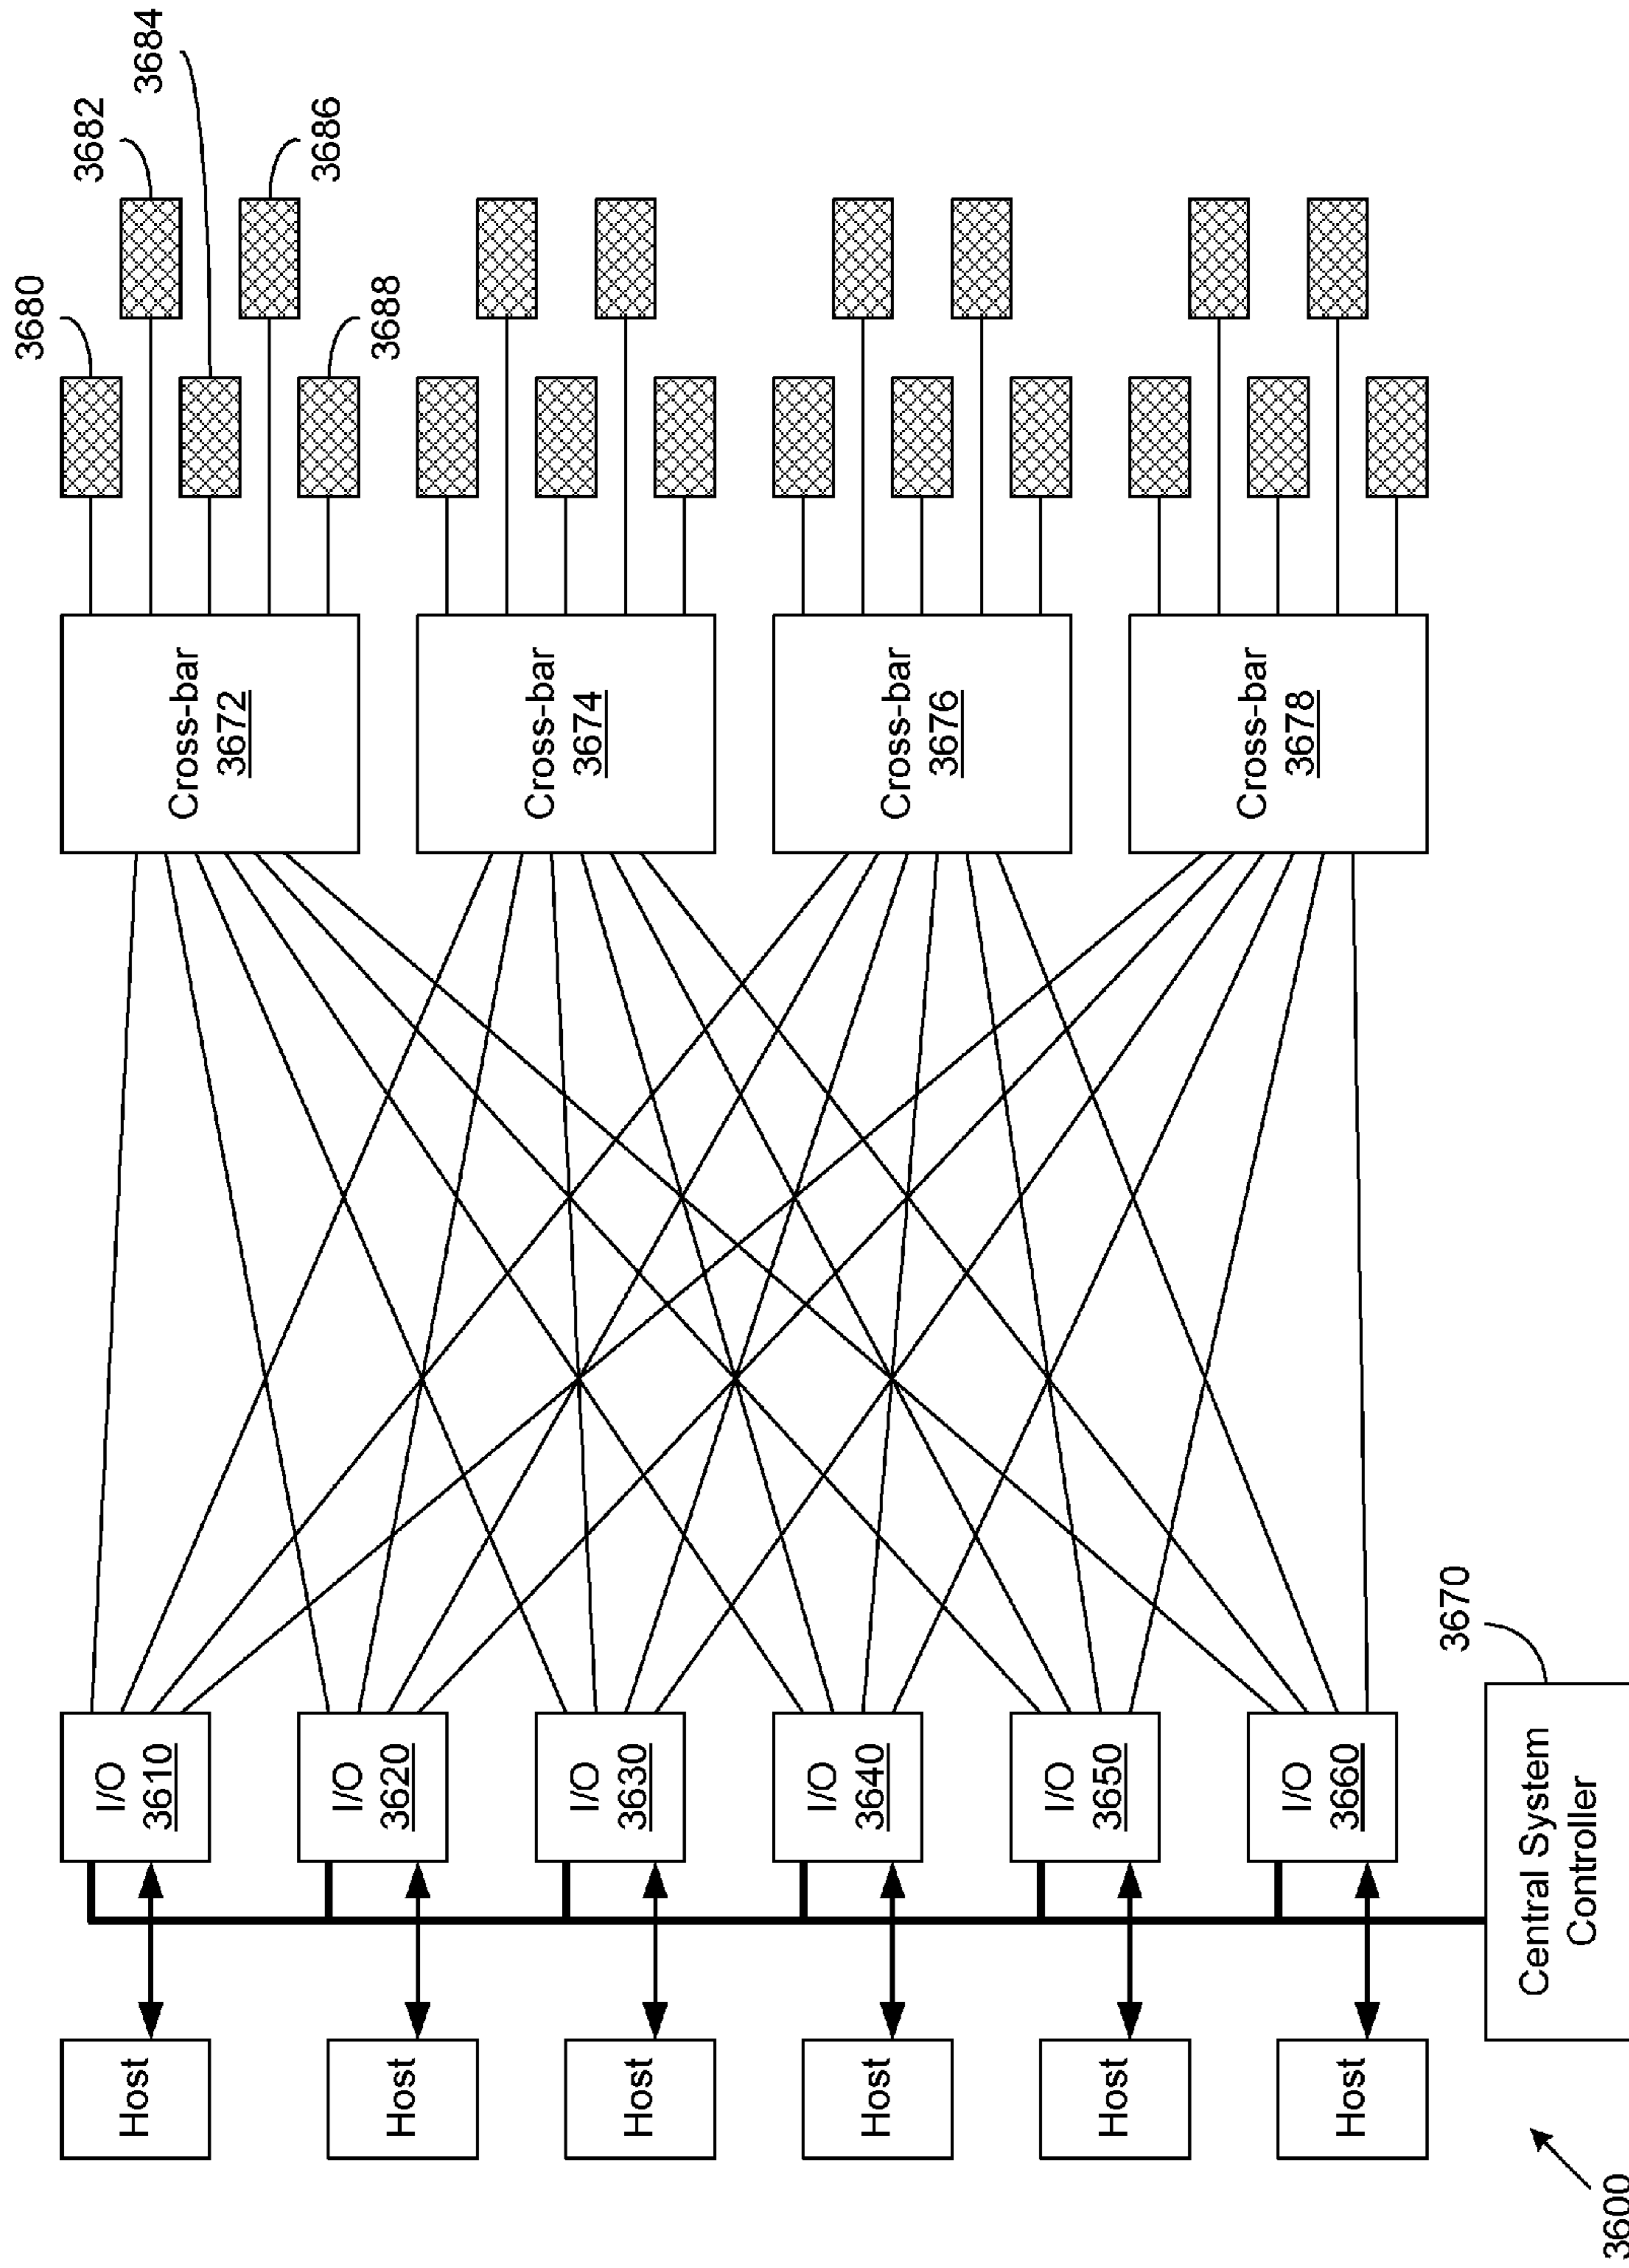 3680
3682
3684
3686
3688
Cross-bar
3672
Cross-bar
3674
Cross-bar
3676
Cross-bar
3678
I/O
3610
I/O
3620
I/O
3630
I/O
3640
I/O
3650
I/O
3660
3670
Central System
Controller
Host
Host
Host
Host
Host
Host
3600